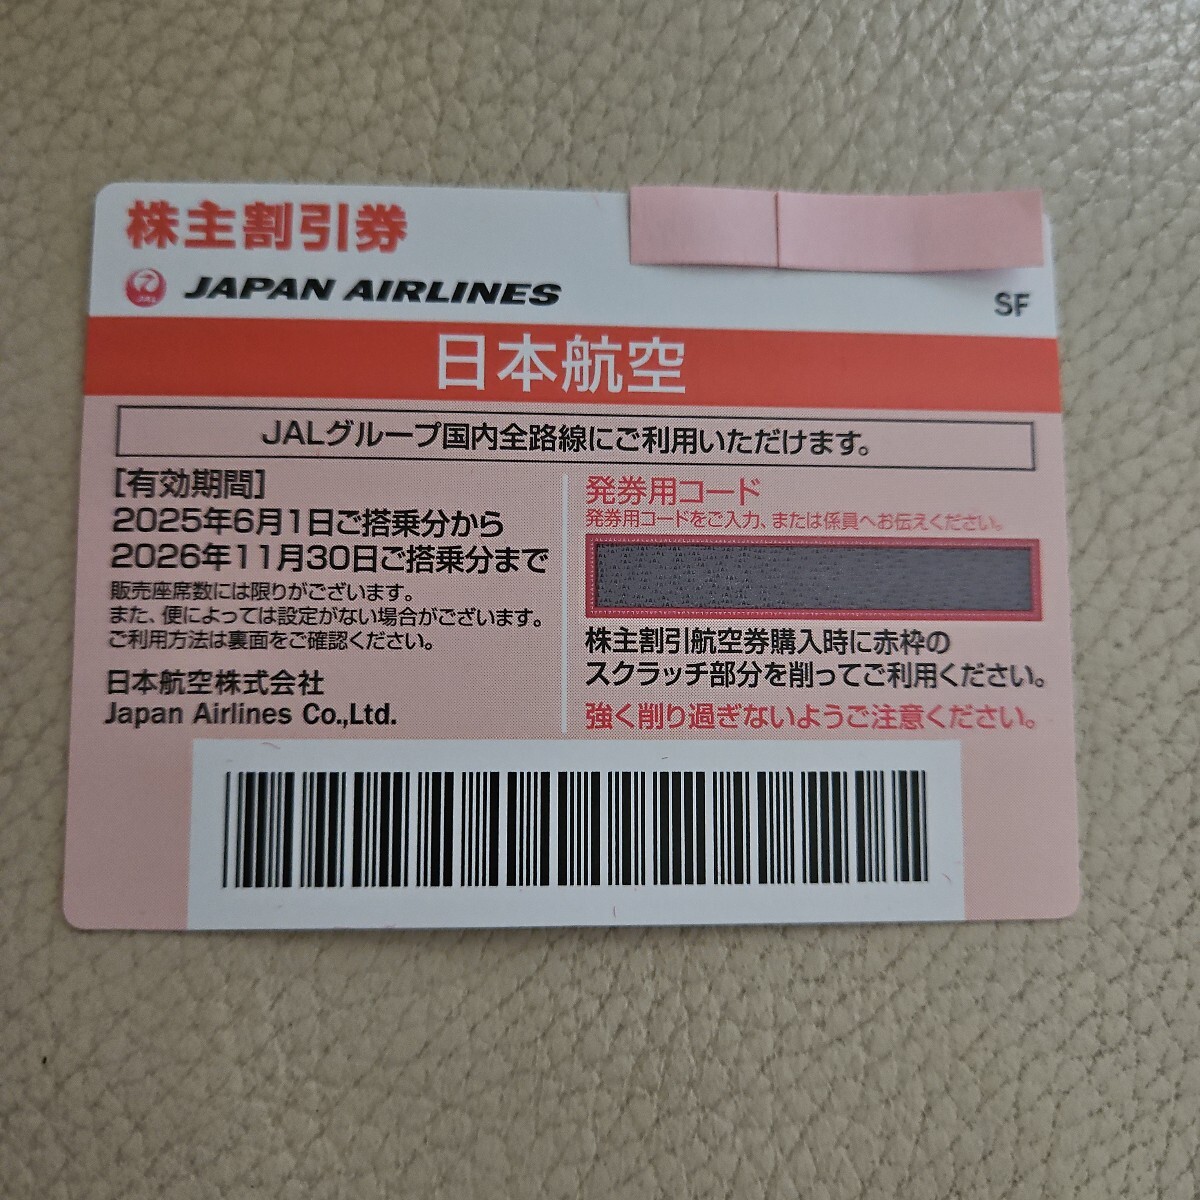 株主割引券
JAL
JAPAN AIRLINES
SF
日本航空
JALグループ国内全路線にご利用いただけます。
[有効期間]
2025年6月1日ご搭乗分から
2026年11月30日ご搭乗分まで
販売座席数には限りがございます。
また、便によっては設定がない場合がございます。
ご利用方法は裏面をご確認ください。
日本航空株式会社
Japan Airlines Co.,Ltd.
発券用コード
発券用コードをご入力、または係員へお伝えください。
株主割引航空券購入時に赤枠の
スクラッチ部分を削ってご利用ください。
強く削り過ぎないようご注意ください。